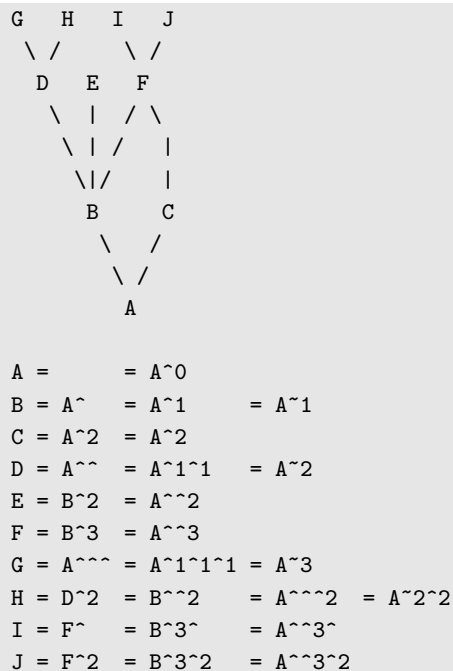 G   H   I   J
 \ /     \ /
  D   E   F
   \  |  / \
    \ | /   |
     \|/    |
      B     C
       \   /
        \ /
         A
A =      = A^0
B = A^   = A^1     = A~1
C = A^2  = A^2
D = A^^  = A^1^1   = A~2
E = B^2  = A^^2
F = B^3  = A^^3
G = A^^^ = A^1^1^1 = A~3
H = D^2  = B^^2    = A^^^2  = A~2^2
I = F^   = B^3^    = A^^3^
J = F^2  = B^3^2   = A^^3^2